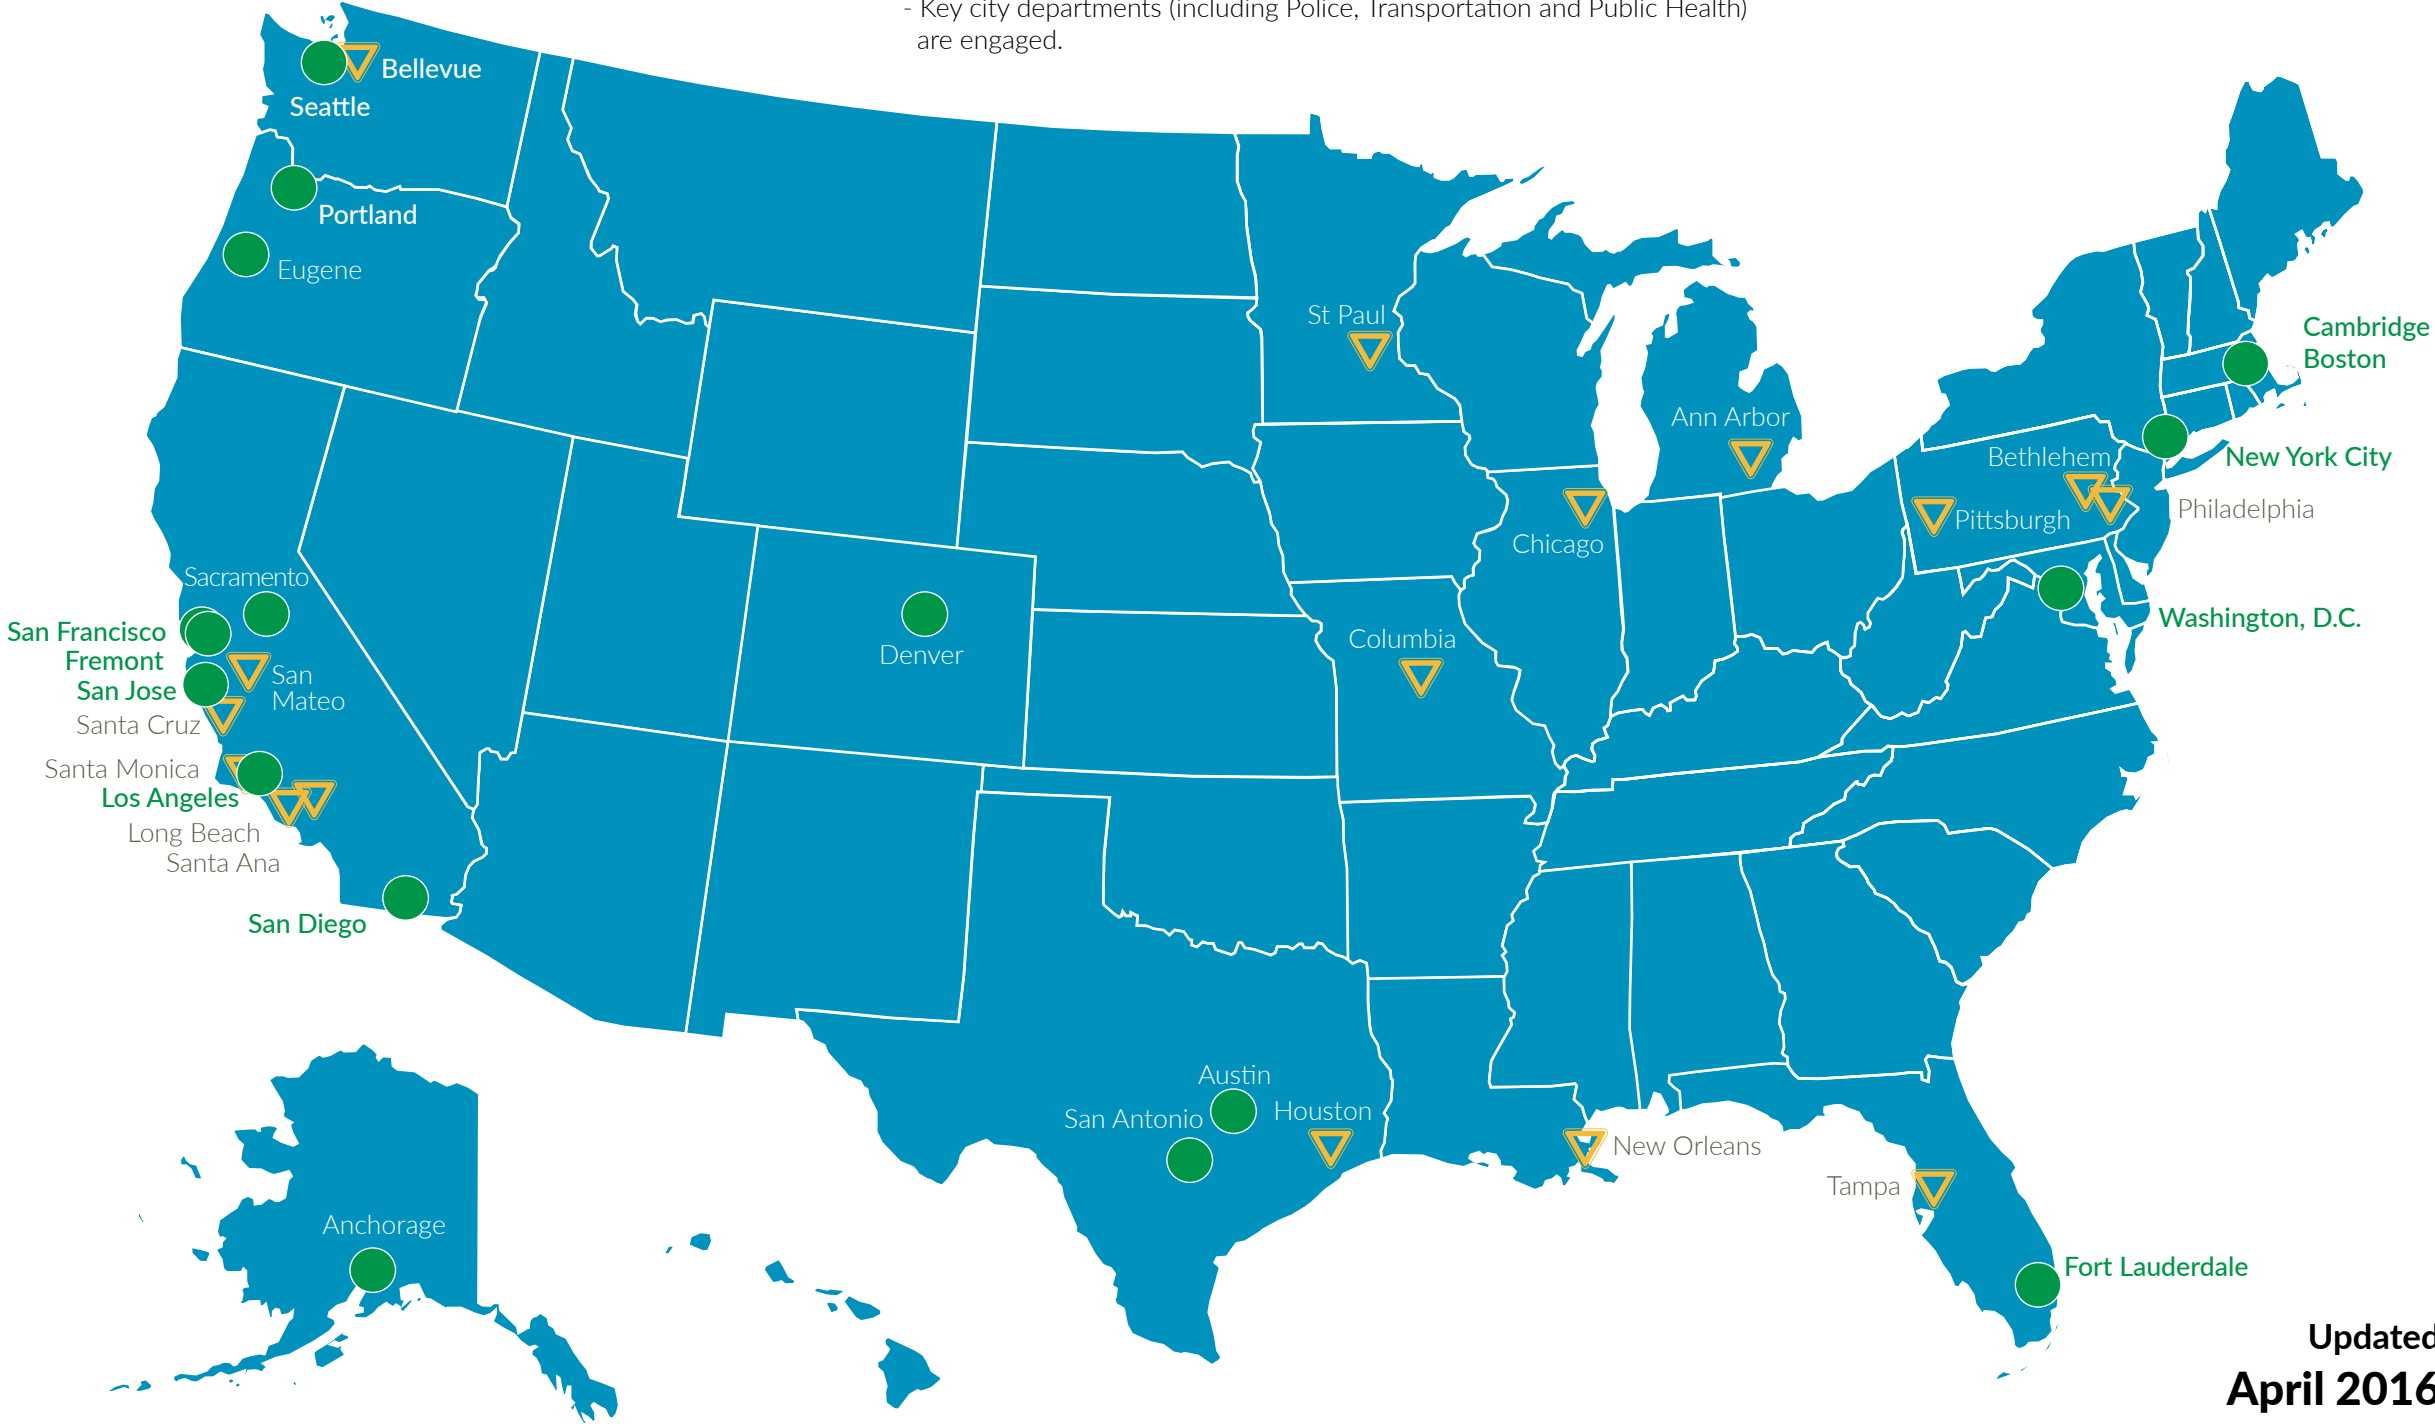 - Key city departments (including Police, Transportation and Public Health)
are engaged.
Bellevue
Seattle
Portland
Eugene
St Paul
Cambridge
Boston
Ann Arbor
Bethlehem
New York City
Pittsburgh
Philadelphia
Chicago
Sacramento
San Francisco
Fremont
San Jose
San
Mateo
Santa Cruz
Denver
Columbia
Washington, D.C.
Santa Monica
Los Angeles
Long Beach
Santa Ana
San Diego
Austin
San Antonio
Houston
New Orleans
Tampa
Anchorage
Fort Lauderdale
Updated
April 2016